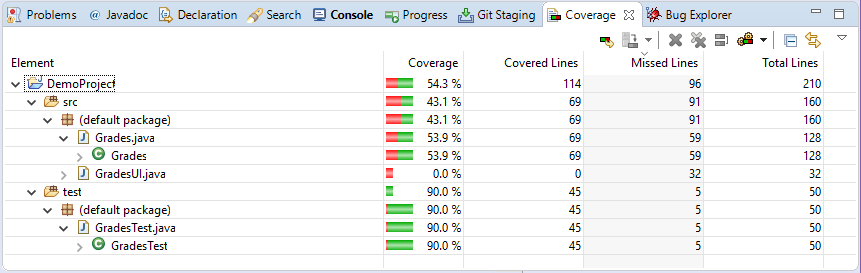 Problems @ Javadoc Declaration Search Console Progress Git Staging Coverage Bug Explorer
Element Coverage Covered Lines Missed Lines Total Lines
DemoProject 54.3 % 114 96 210
src 43.1 % 69 91 160
(default package) 43.1 % 69 91 160
Grades.java 53.9 % 69 59 128
Grades 53.9 % 69 59 128
GradesUI.java 0.0 % 0 32 32
test 90.0 % 45 5 50
(default package) 90.0 % 45 5 50
GradesTest.java 90.0 % 45 5 50
GradesTest 90.0 % 45 5 50